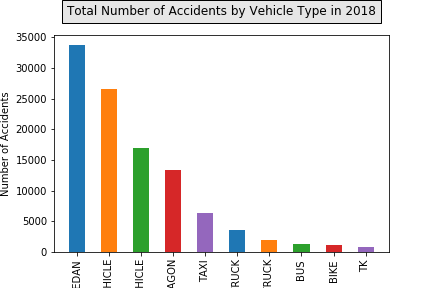 Total Number of Accidents by Vehicle Type in 2018
35000
30000
25000
20000
15000
10000
5000
0
Number of Accidents
EDAN
HICLE
HICLE
AGON
TAXI
RUCK
RUCK
BUS
BIKE
TK